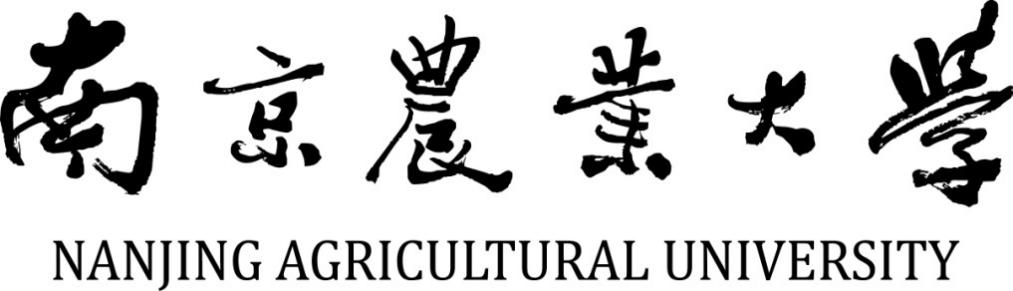 南京農業大學
NANJING AGRICULTURAL UNIVERSITY